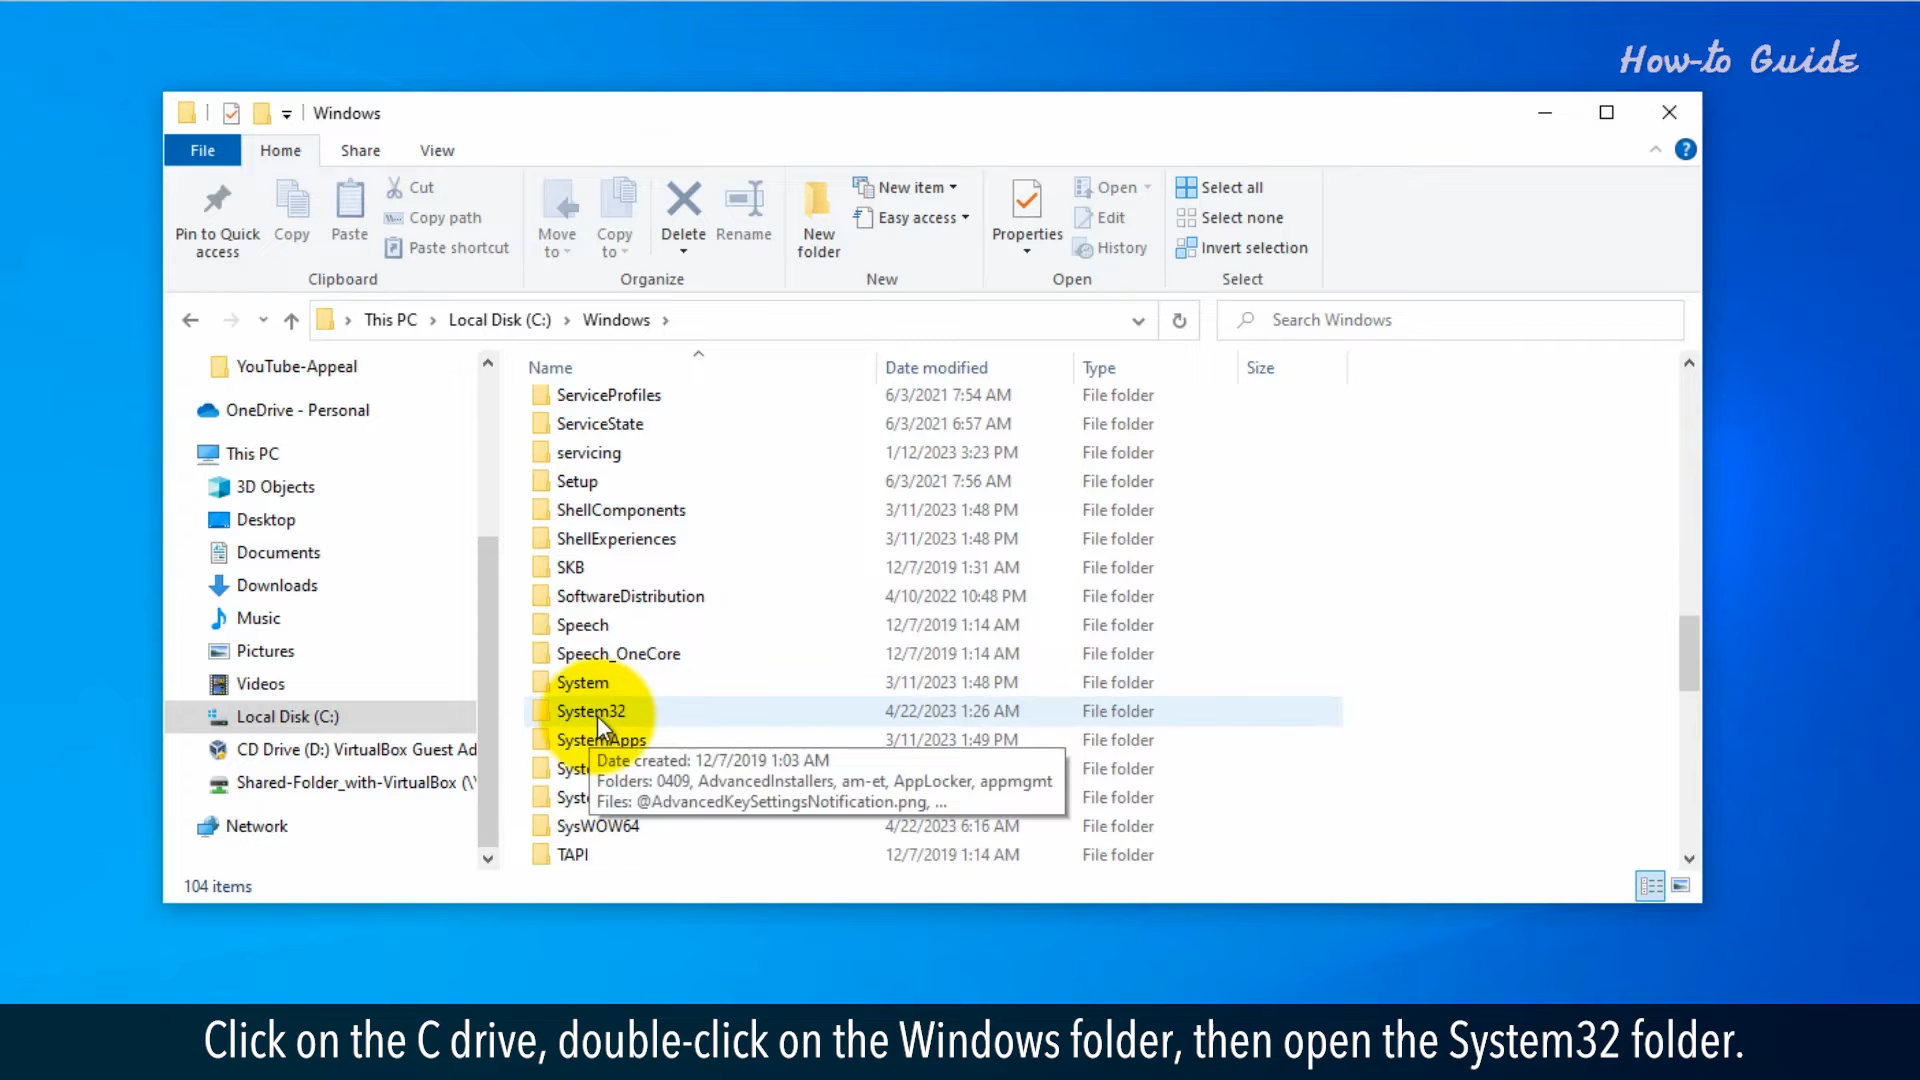 How-to Guide
Windows
File Home Share View
Pin to Quick access
Copy
Paste
Cut
Copy path
Paste shortcut
Clipboard
Move to
Copy to
Delete
Rename
Organize
New folder
New item
Easy access
New
Properties
Open
Edit
History
Open
Select all
Select none
Invert selection
Select
This PC > Local Disk (C:) > Windows >
Search Windows
YouTube-Appeal
OneDrive - Personal
This PC
3D Objects
Desktop
Documents
Downloads
Music
Pictures
Videos
Local Disk (C:)
CD Drive (D:) VirtualBox Guest Ad
Shared-Folder_with-VirtualBox (\\
Network
Name Date modified Type Size
ServiceProfiles 6/3/2021 7:54 AM File folder
ServiceState 6/3/2021 6:57 AM File folder
servicing 1/12/2023 3:23 PM File folder
Setup 6/3/2021 7:56 AM File folder
ShellComponents 3/11/2023 1:48 PM File folder
ShellExperiences 3/11/2023 1:48 PM File folder
SKB 12/7/2019 1:31 AM File folder
SoftwareDistribution 4/10/2022 10:48 PM File folder
Speech 12/7/2019 1:14 AM File folder
Speech_OneCore 12/7/2019 1:14 AM File folder
System 3/11/2023 1:48 PM File folder
System32 4/22/2023 1:26 AM File folder
SystemApps 3/11/2023 1:49 PM File folder
Syste File folder
Syste File folder
Date created: 12/7/2019 1:03 AM
Folders: 0409, AdvancedInstallers, am-et, AppLocker, appmgmt
Files: @AdvancedKeySettingsNotification.png, ...
SysWOW64 4/22/2023 6:16 AM File folder
TAPI 12/7/2019 1:14 AM File folder
104 items
Click on the C drive, double-click on the Windows folder, then open the System32 folder.